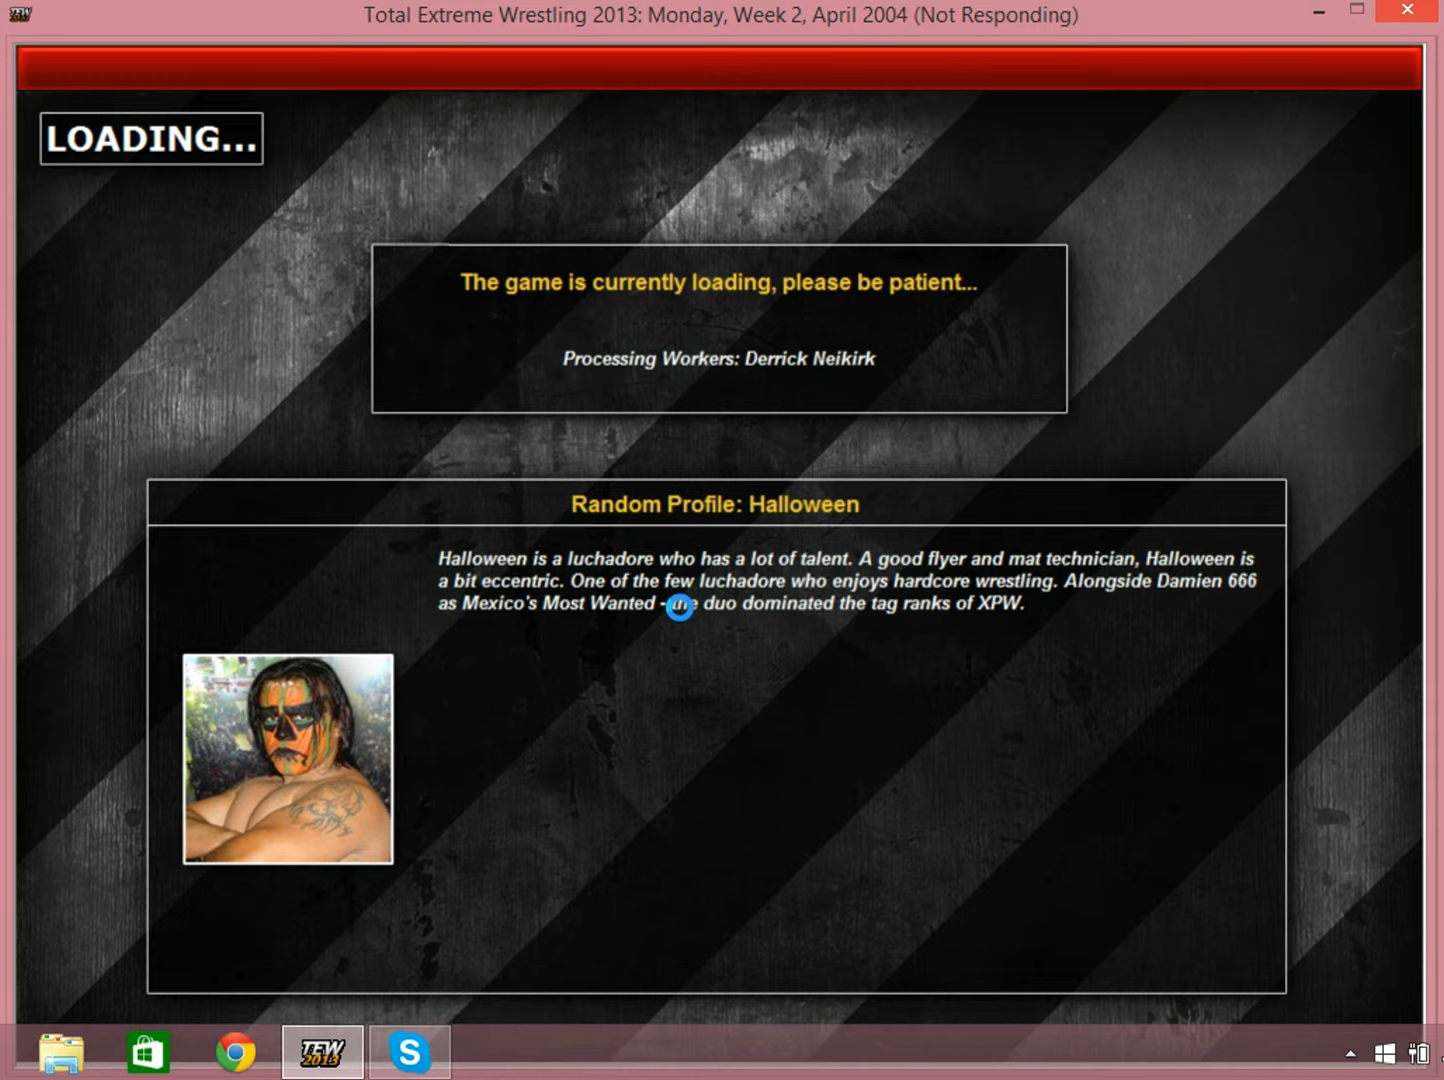 Total Extreme Wrestling 2013: Monday, Week 2, April 2004 (Not Responding)
LOADING...
The game is currently loading, please be patient...
Processing Workers: Derrick Neikirk
Random Profile: Halloween
Halloween is a luchadore who has a lot of talent. A good flyer and mat technician, Halloween is
a bit eccentric. One of the few luchadore who enjoys hardcore wrestling. Alongside Damien 666
as Mexico's Most Wanted - the duo dominated the tag ranks of XPW.
TEW
2013
S